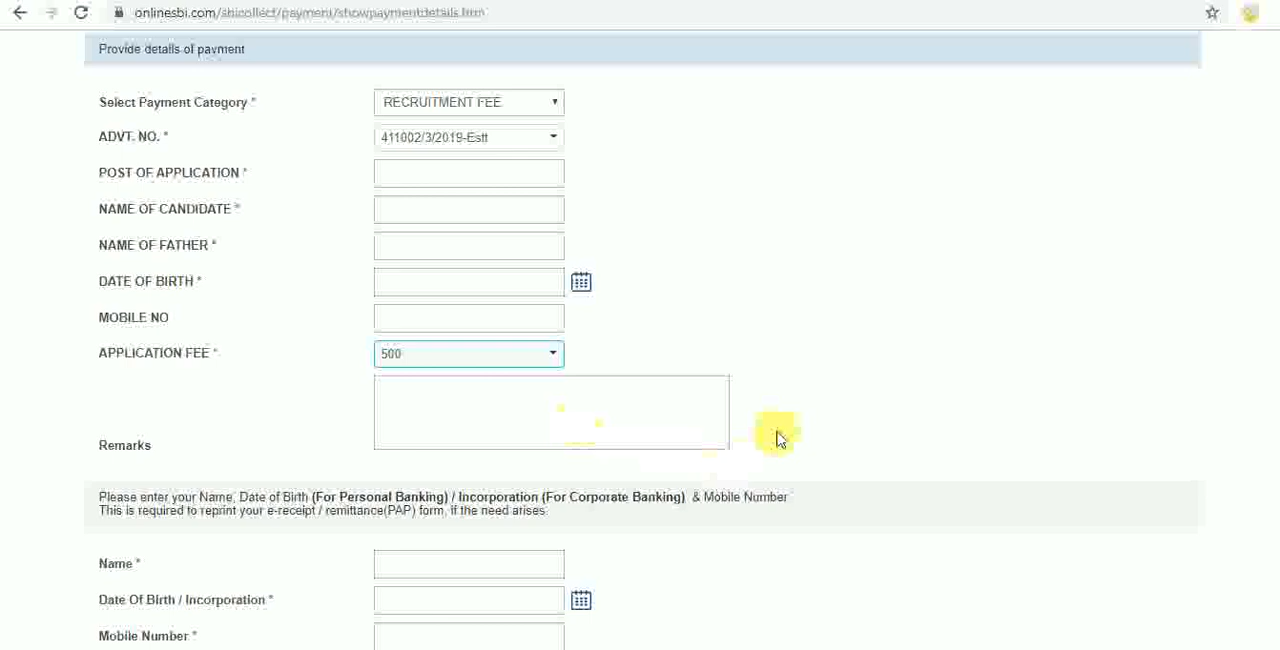 onlinesbi.com/sbicollect/payment/showpaymentdetails.htm
Provide details of payment
Select Payment Category *
RECRUITMENT FEE
ADVT. NO. *
411002/3/2019-Estt
POST OF APPLICATION *
NAME OF CANDIDATE *
NAME OF FATHER *
DATE OF BIRTH *
MOBILE NO
APPLICATION FEE *
500
Remarks
Please enter your Name, Date of Birth (For Personal Banking) / Incorporation (For Corporate Banking) & Mobile Number
This is required to reprint your e-receipt / remittance(PAP) form, if the need arises.
Name *
Date Of Birth / Incorporation *
Mobile Number *